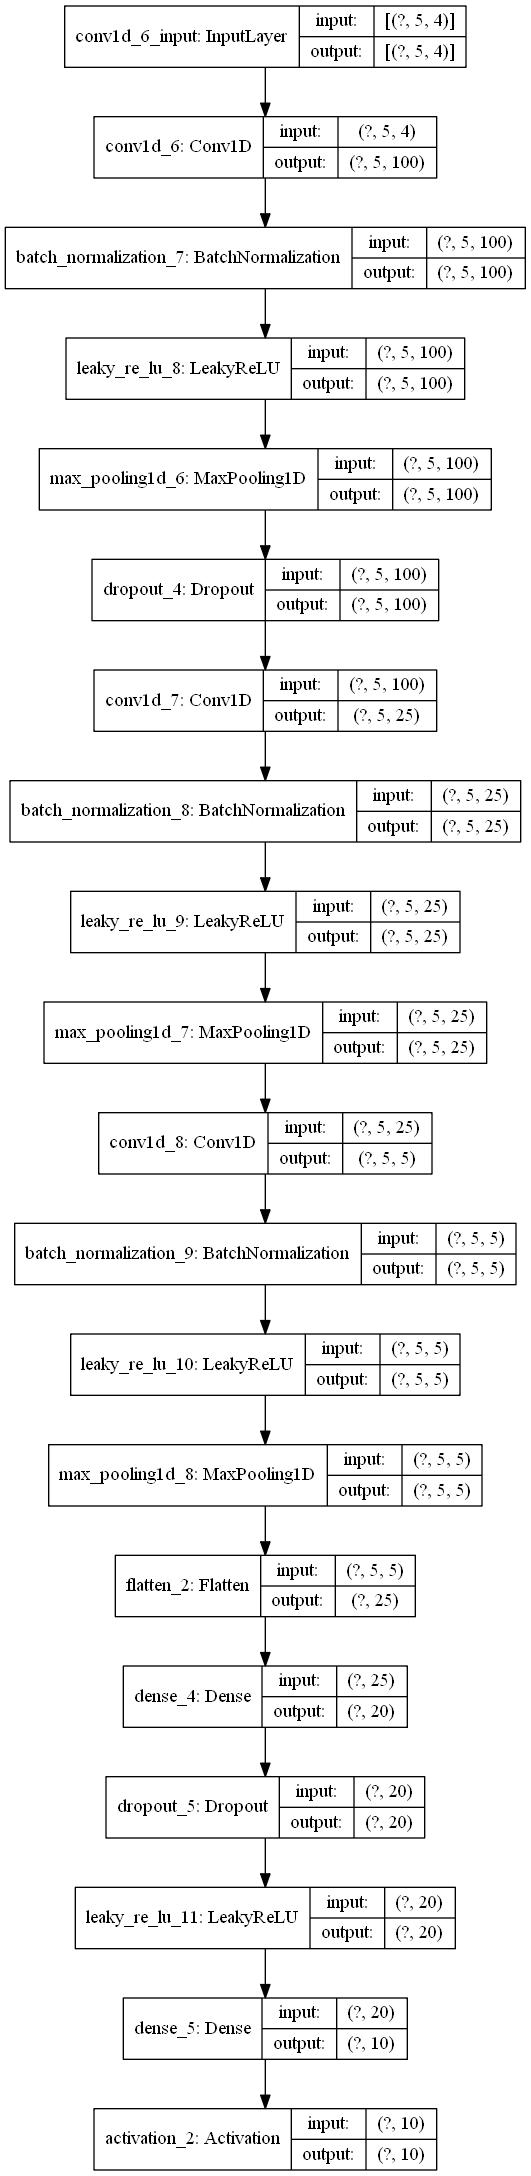 conv1d_6_input: InputLayer
input: [(?, 5, 4)]
output: [(?, 5, 4)]
conv1d_6: Conv1D
input: (?, 5, 4)
output: (?, 5, 100)
batch_normalization_7: BatchNormalization
input: (?, 5, 100)
output: (?, 5, 100)
leaky_re_lu_8: LeakyReLU
input: (?, 5, 100)
output: (?, 5, 100)
max_pooling1d_6: MaxPooling1D
input: (?, 5, 100)
output: (?, 5, 100)
dropout_4: Dropout
input: (?, 5, 100)
output: (?, 5, 100)
conv1d_7: Conv1D
input: (?, 5, 100)
output: (?, 5, 25)
batch_normalization_8: BatchNormalization
input: (?, 5, 25)
output: (?, 5, 25)
leaky_re_lu_9: LeakyReLU
input: (?, 5, 25)
output: (?, 5, 25)
max_pooling1d_7: MaxPooling1D
input: (?, 5, 25)
output: (?, 5, 25)
conv1d_8: Conv1D
input: (?, 5, 25)
output: (?, 5, 5)
batch_normalization_9: BatchNormalization
input: (?, 5, 5)
output: (?, 5, 5)
leaky_re_lu_10: LeakyReLU
input: (?, 5, 5)
output: (?, 5, 5)
max_pooling1d_8: MaxPooling1D
input: (?, 5, 5)
output: (?, 5, 5)
flatten_2: Flatten
input: (?, 5, 5)
output: (?, 25)
dense_4: Dense
input: (?, 25)
output: (?, 20)
dropout_5: Dropout
input: (?, 20)
output: (?, 20)
leaky_re_lu_11: LeakyReLU
input: (?, 20)
output: (?, 20)
dense_5: Dense
input: (?, 20)
output: (?, 10)
activation_2: Activation
input: (?, 10)
output: (?, 10)